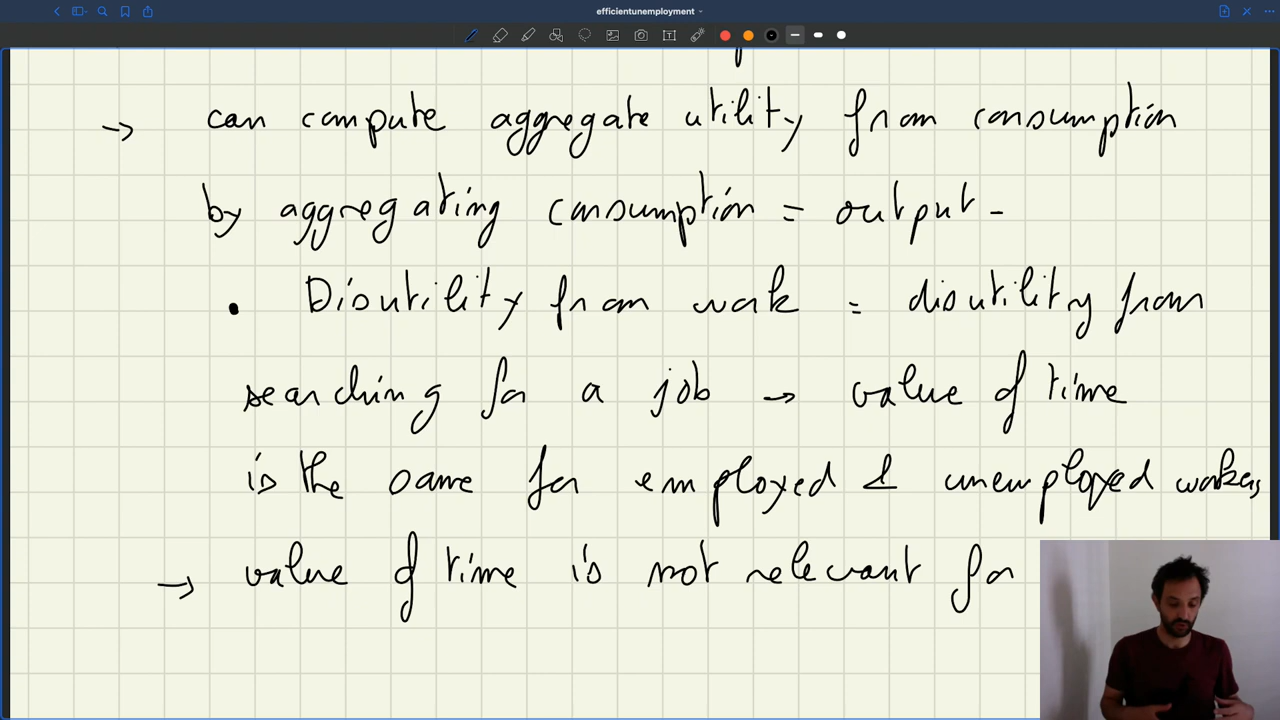 efficientunemployment
→ can compute aggregate utility from consumption
by aggregating consumption = output -
• Disutility from work = disutility from
searching for a job → value of time
is the same for employed & unemployed workers
→ value of time is not relevant for